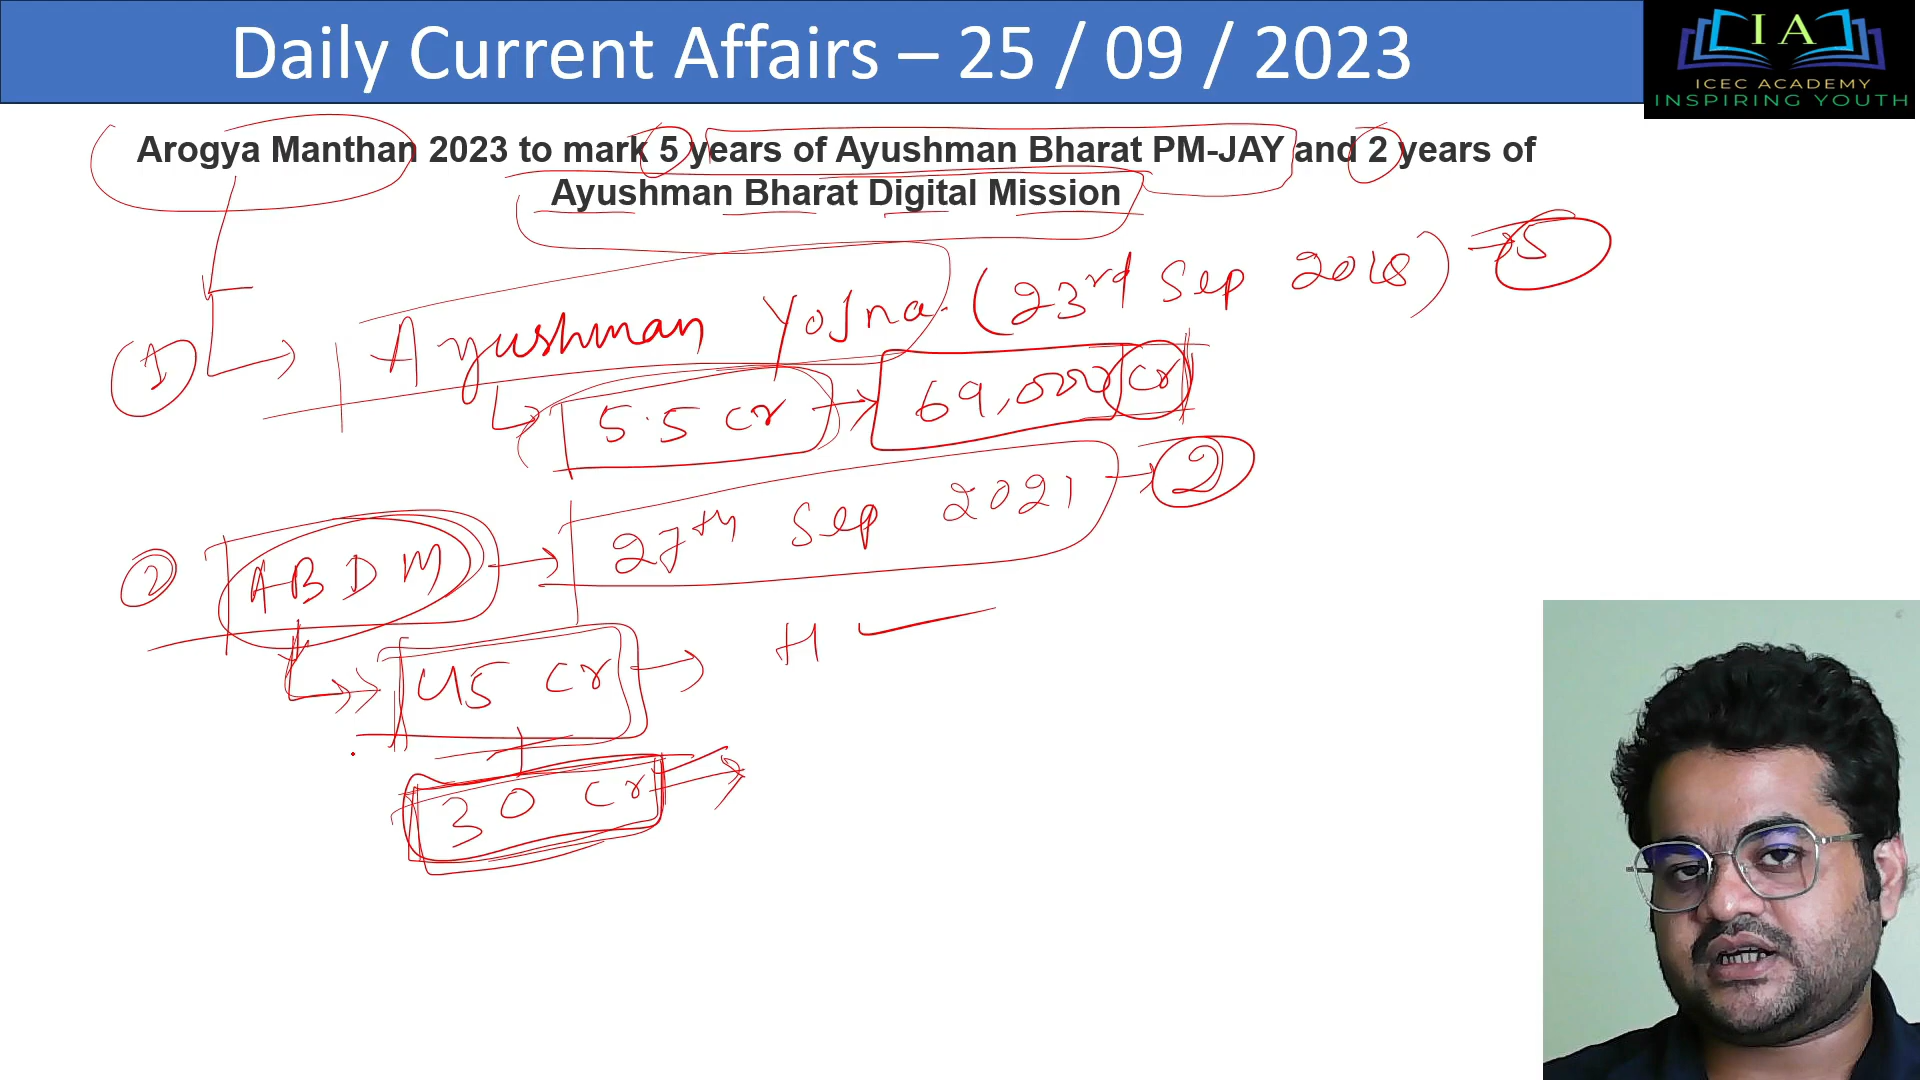 Daily Current Affairs – 25 / 09 / 2023
I A
ICEC ACADEMY
INSPIRING YOUTH
Arogya Manthan 2023 to mark 5 years of Ayushman Bharat PM-JAY and 2 years of
Ayushman Bharat Digital Mission
1 Ayushman Yojna (23rd Sep 2018) 5
5.5 cr 69,000 cr
2 ABDM 27th Sep 2021 2
45 cr H
30 cr